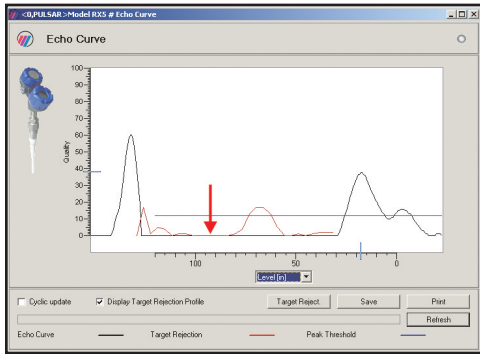 <0,PULSAR>Model RX5 # Echo Curve
Echo Curve
Quality
100
90
80
70
60
50
40
30
20
10
0
100
50
0
Level [in]
Cyclic update
Display Target Rejection Profile
Target Reject
Save
Print
Refresh
Echo Curve
Target Rejection
Peak Threshold